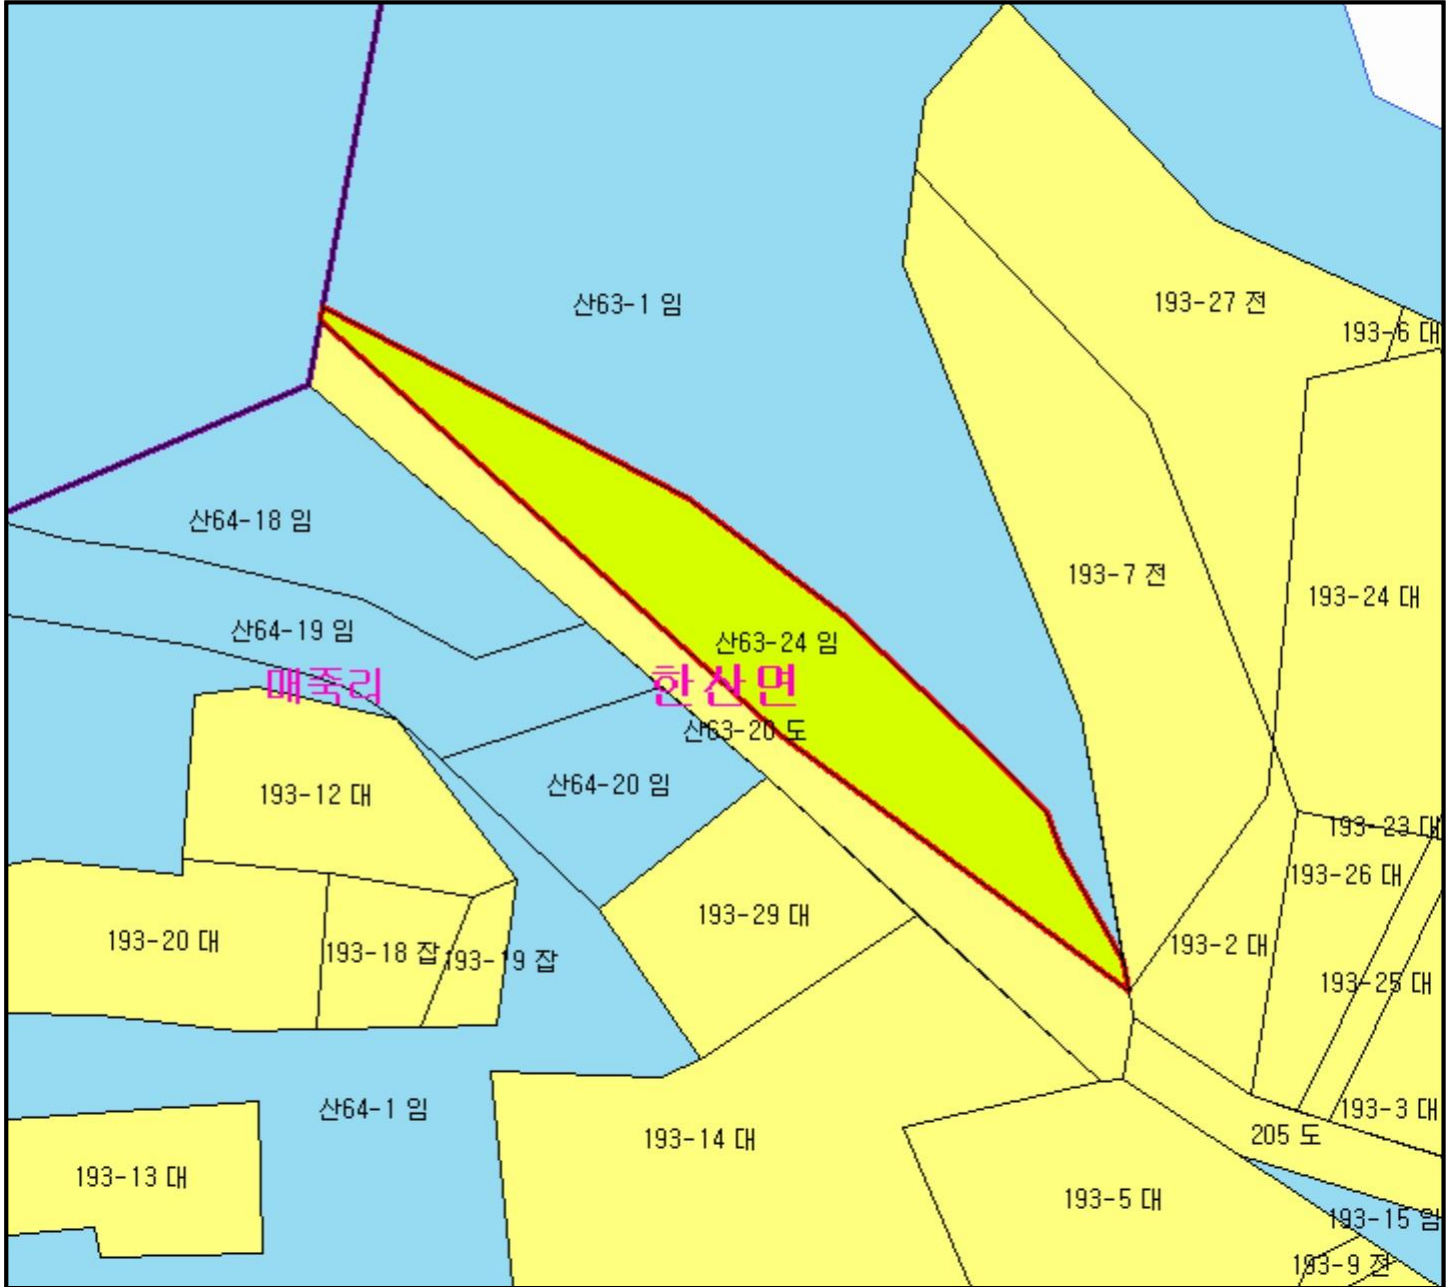 산63-1 임
193-27 전
193-6 대
산64-18 임
193-7 전
193-24 대
산64-19 임
산63-24 임
매죽리
한산면
산63-20 도
193-12 대
산64-20 임
193-23 대
193-26 대
193-20 대
193-18 잡
193-19 잡
193-29 대
193-2 대
193-25 대
산64-1 임
193-14 대
193-3 대
205 도
193-13 대
193-5 대
193-15 임
193-9 전